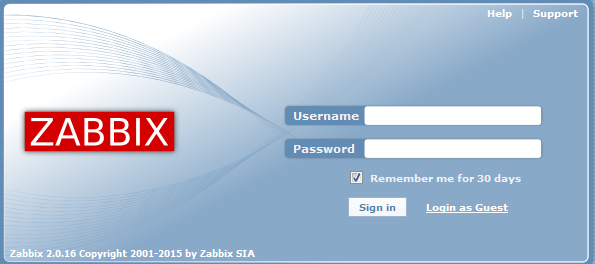 Help | Support
ZABBIX
Username
Password
Remember me for 30 days
Sign in Login as Guest
Zabbix 2.0.16 Copyright 2001-2015 by Zabbix SIA